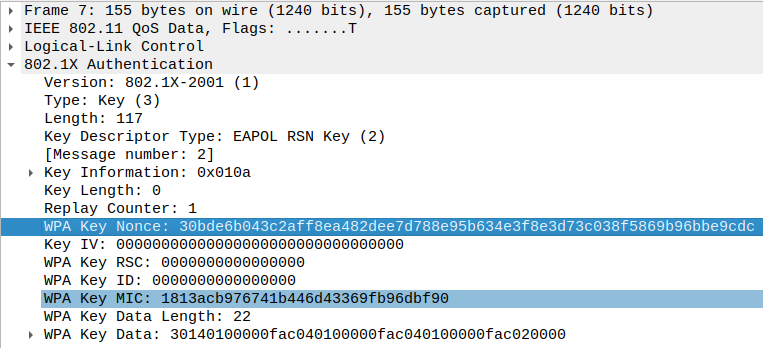 Frame 7: 155 bytes on wire (1240 bits), 155 bytes captured (1240 bits)
IEEE 802.11 QoS Data, Flags: .......T
Logical-Link Control
802.1X Authentication
Version: 802.1X-2001 (1)
Type: Key (3)
Length: 117
Key Descriptor Type: EAPOL RSN Key (2)
[Message number: 2]
Key Information: 0x010a
Key Length: 0
Replay Counter: 1
WPA Key Nonce: 30bde6b043c2aff8ea482dee7d788e95b634e3f8e3d73c038f5869b96bbe9cdc
Key IV: 00000000000000000000000000000000
WPA Key RSC: 0000000000000000
WPA Key ID: 0000000000000000
WPA Key MIC: 1813acb976741b446d43369fb96dbf90
WPA Key Data Length: 22
WPA Key Data: 30140100000fac040100000fac040100000fac020000